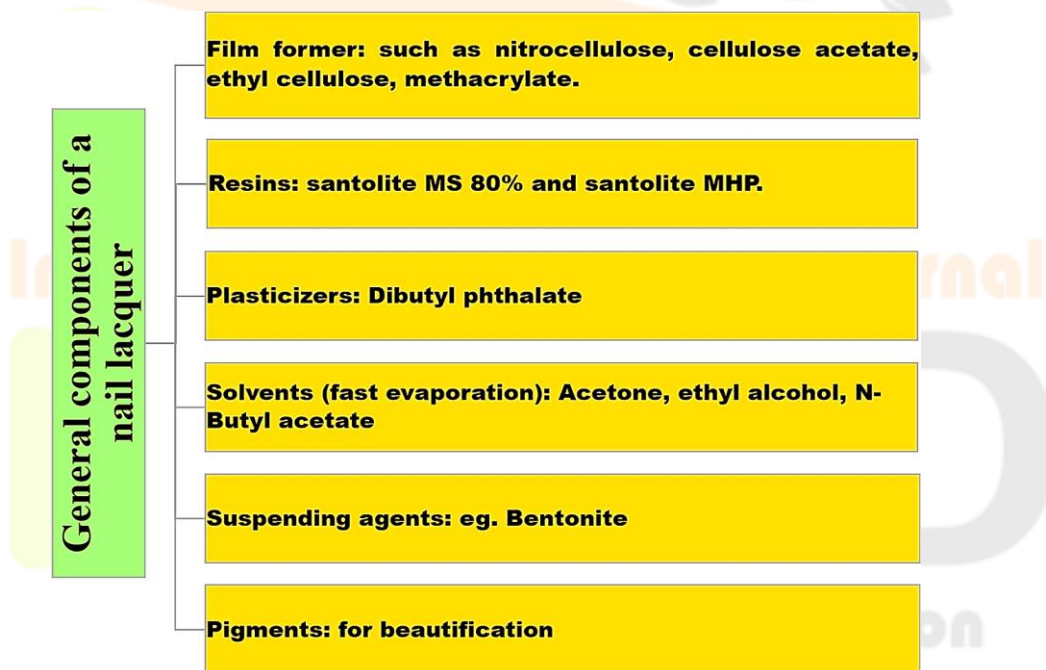 General components of a
nail lacquer
Film former: such as nitrocellulose, cellulose acetate,
ethyl cellulose, methacrylate.
Resins: santolite MS 80% and santolite MHP.
Plasticizers: Dibutyl phthalate
Solvents (fast evaporation): Acetone, ethyl alcohol, N-
Butyl acetate
Suspending agents: eg. Bentonite
Pigments: for beautification